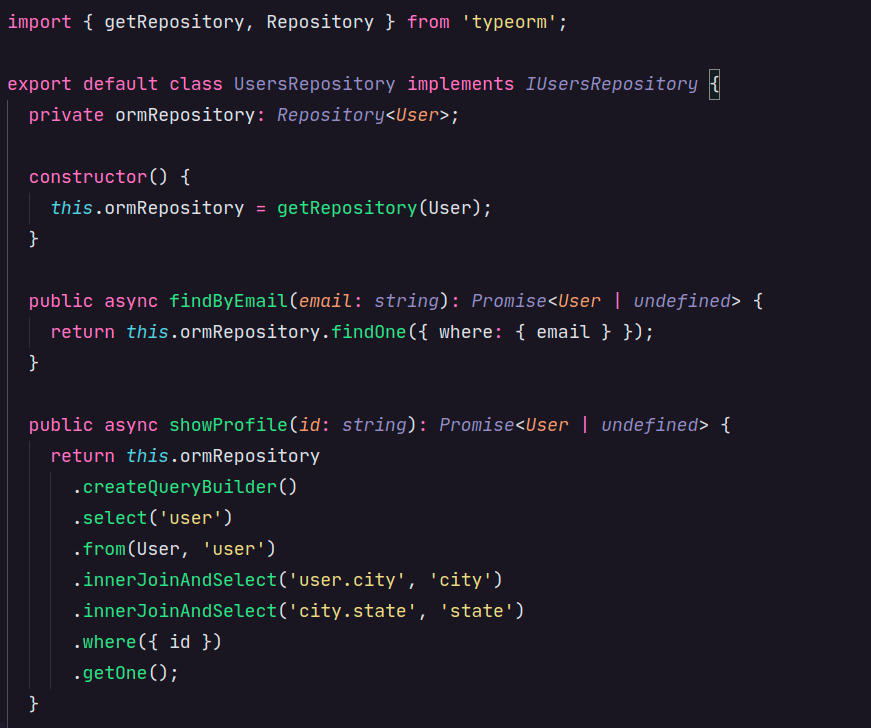 import { getRepository, Repository } from 'typeorm';
export default class UsersRepository implements IUsersRepository {
private ormRepository: Repository<User>;
constructor() {
this.ormRepository = getRepository(User);
}
public async findByEmail(email: string): Promise<User | undefined> {
return this.ormRepository.findOne({ where: { email } });
}
public async showProfile(id: string): Promise<User | undefined> {
return this.ormRepository
.createQueryBuilder()
.select('user')
.from(User, 'user')
.innerJoinAndSelect('user.city', 'city')
.innerJoinAndSelect('city.state', 'state')
.where({ id })
.getOne();
}